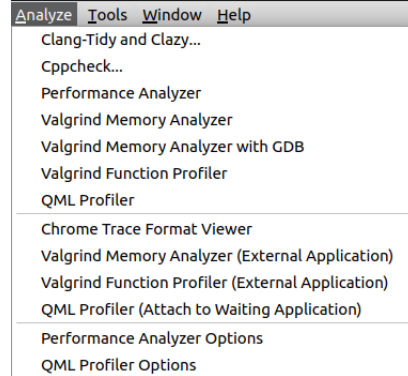 Analyze Tools Window Help
Clang-Tidy and Clazy...
Cppcheck...
Performance Analyzer
Valgrind Memory Analyzer
Valgrind Memory Analyzer with GDB
Valgrind Function Profiler
QML Profiler
Chrome Trace Format Viewer
Valgrind Memory Analyzer (External Application)
Valgrind Function Profiler (External Application)
QML Profiler (Attach to Waiting Application)
Performance Analyzer Options
QML Profiler Options